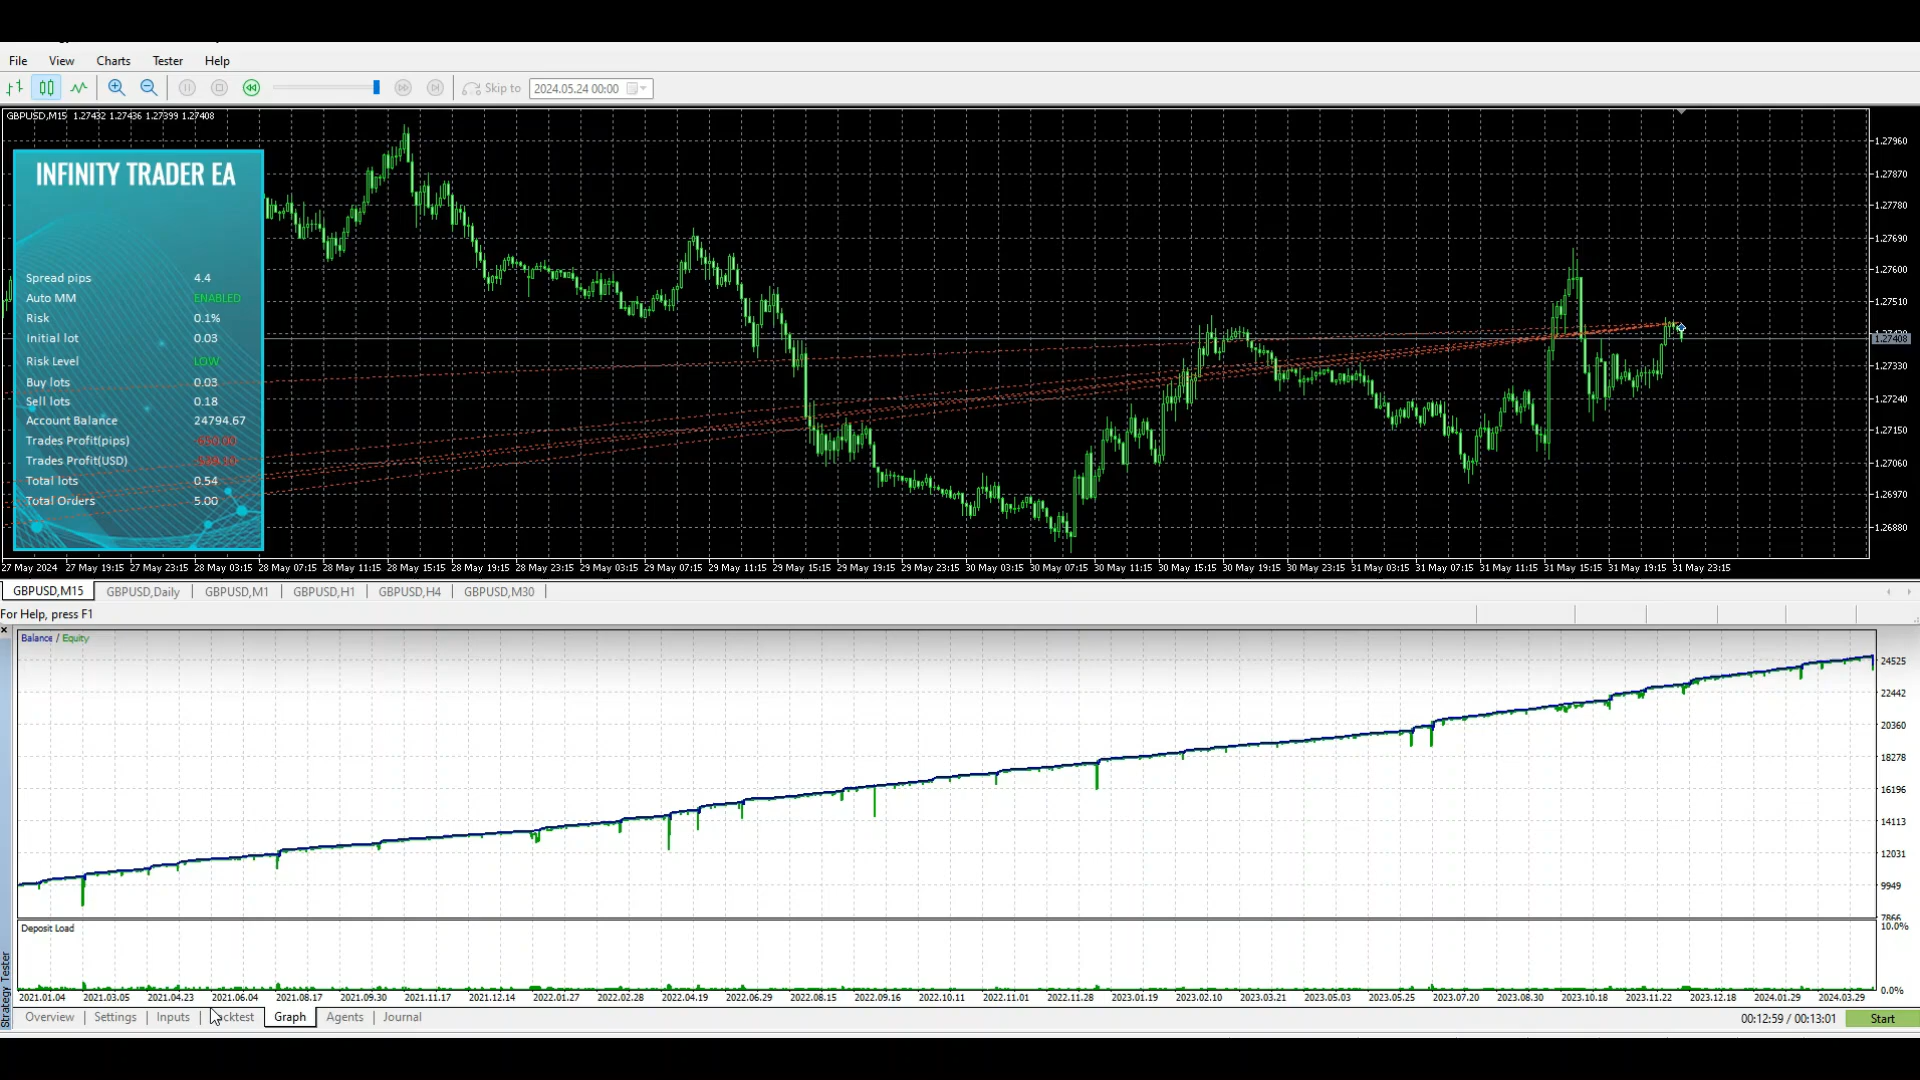 File View Charts Tester Help
Skip to 2024.05.24 00:00
GBPUSD,M15 1.27432 1.27436 1.27399 1.27408
INFINITY TRADER EA
Spread pips 4.4
Auto MM ENABLED
Risk 0.1%
Initial lot 0.03
Risk Level LOW
Buy lots 0.03
Sell lots 0.18
Account Balance 24794.67
Trades Profit(pips)
Trades Profit(USD)
Total lots 0.54
Total Orders 5.00
1.27960
1.27870
1.27780
1.27690
1.27600
1.27510
1.27408
1.27330
1.27240
1.27150
1.27060
1.26970
1.26880
27 May 2024 27 May 19:15 27 May 23:15 28 May 03:15 28 May 07:15 28 May 11:15 28 May 15:15 28 May 19:15 28 May 23:15 29 May 03:15 29 May 07:15 29 May 11:15 29 May 15:15 29 May 19:15 29 May 23:15 30 May 03:15 30 May 07:15 30 May 11:15 30 May 15:15 30 May 19:15 30 May 23:15 31 May 03:15 31 May 07:15 31 May 11:15 31 May 15:15 31 May 19:15 31 May 23:15
GBPUSD,M15 GBPUSD,Daily GBPUSD,M1 GBPUSD,H1 GBPUSD,H4 GBPUSD,M30
For Help, press F1
Balance / Equity
24525
22442
20360
18278
16196
14113
12031
9949
7866
Deposit Load
10.0%
0.0%
2021.01.04 2021.03.05 2021.04.23 2021.06.04 2021.08.17 2021.09.30 2021.11.17 2021.12.14 2022.01.27 2022.02.28 2022.04.19 2022.06.29 2022.08.15 2022.09.16 2022.10.11 2022.11.01 2022.11.28 2023.01.19 2023.02.10 2023.03.21 2023.05.03 2023.05.25 2023.07.20 2023.08.30 2023.10.18 2023.11.22 2023.12.18 2024.01.29 2024.03.29
Strategy Tester
Overview Settings Inputs Backtest Graph Agents Journal
00:12:59 / 00:13:01 Start